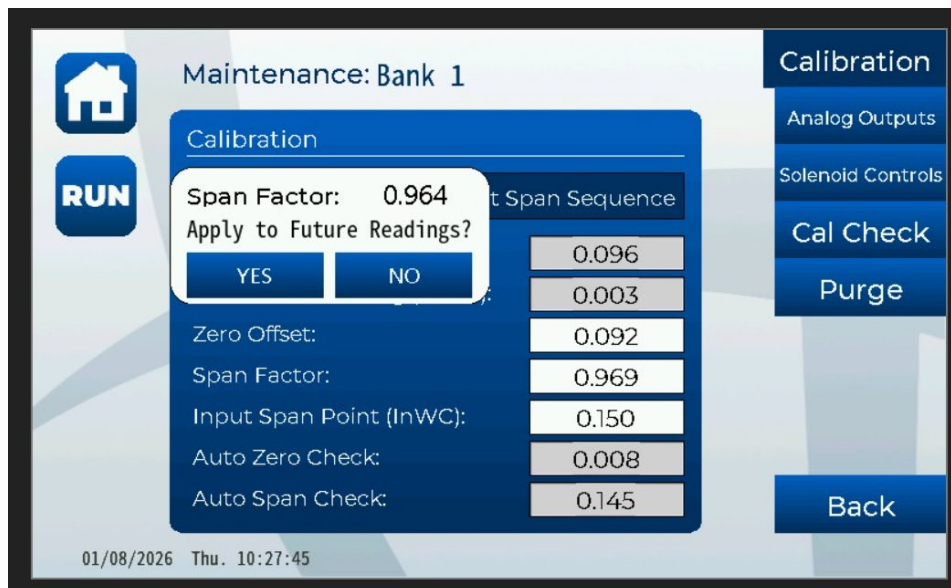 Maintenance: Bank 1
Calibration
Calibration
Analog Outputs
Solenoid Controls
Cal Check
Purge
Back
RUN
Span Factor: 0.964
Apply to Future Readings?
YES NO
t Span Sequence
0.096
0.003
Zero Offset: 0.092
Span Factor: 0.969
Input Span Point (InWC): 0.150
Auto Zero Check: 0.008
Auto Span Check: 0.145
01/08/2026 Thu. 10:27:45